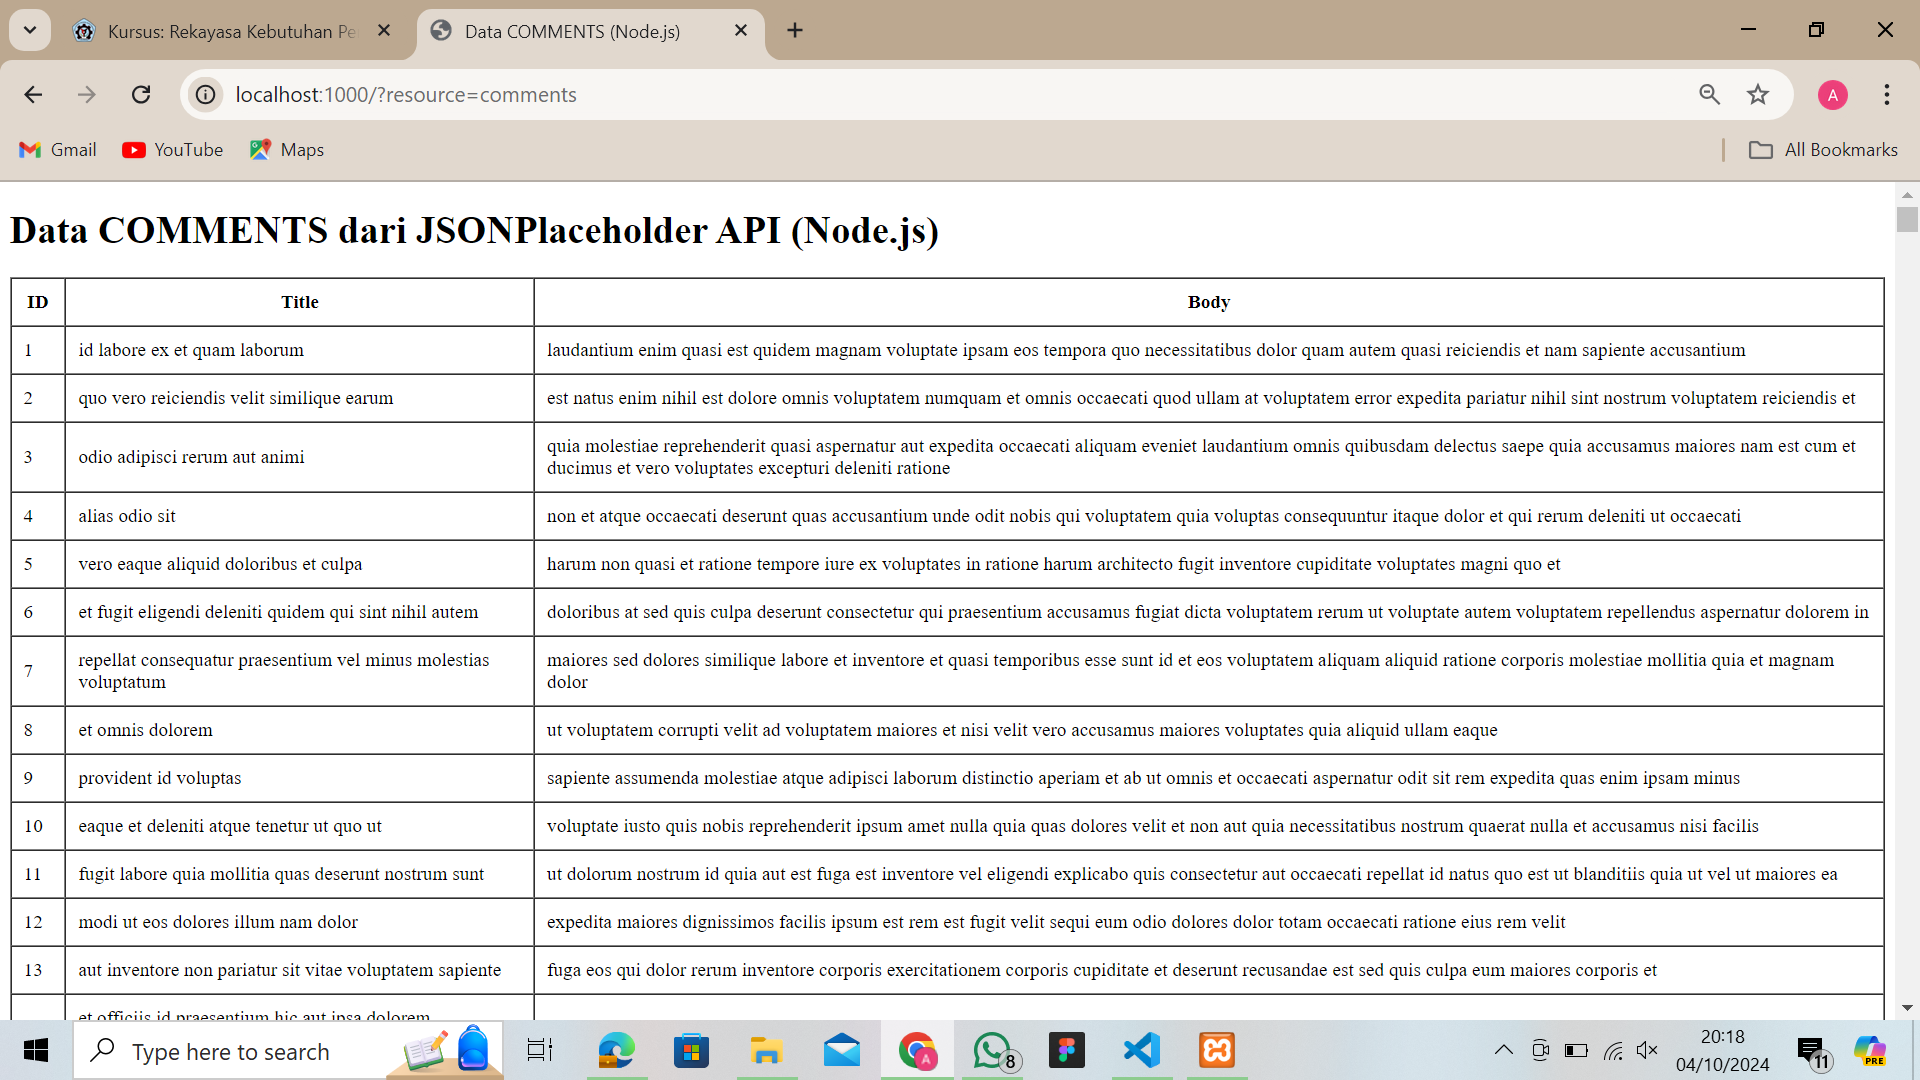 Kursus: Rekayasa Kebutuhan Pe
Data COMMENTS (Node.js)
localhost:1000/?resource=comments
A
Gmail
YouTube
Maps
All Bookmarks
Data COMMENTS dari JSONPlaceholder API (Node.js)
ID Title Body
1 id labore ex et quam laborum laudantium enim quasi est quidem magnam voluptate ipsam eos tempora quo necessitatibus dolor quam autem quasi reiciendis et nam sapiente accusantium
2 quo vero reiciendis velit similique earum est natus enim nihil est dolore omnis voluptatem numquam et omnis occaecati quod ullam at voluptatem error expedita pariatur nihil sint nostrum voluptatem reiciendis et
3 odio adipisci rerum aut animi quia molestiae reprehenderit quasi aspernatur aut expedita occaecati aliquam eveniet laudantium omnis quibusdam delectus saepe quia accusamus maiores nam est cum et
ducimus et vero voluptates excepturi deleniti ratione
4 alias odio sit non et atque occaecati deserunt quas accusantium unde odit nobis qui voluptatem quia voluptas consequuntur itaque dolor et qui rerum deleniti ut occaecati
5 vero eaque aliquid doloribus et culpa harum non quasi et ratione tempore iure ex voluptates in ratione harum architecto fugit inventore cupiditate voluptates magni quo et
6 et fugit eligendi deleniti quidem qui sint nihil autem doloribus at sed quis culpa deserunt consectetur qui praesentium accusamus fugiat dicta voluptatem rerum ut voluptate autem voluptatem repellendus aspernatur dolorem in
7 repellat consequatur praesentium vel minus molestias
voluptatum
maiores sed dolores similique labore et inventore et quasi temporibus esse sunt id et eos voluptatem aliquam aliquid ratione corporis molestiae mollitia quia et magnam
dolor
8 et omnis dolorem ut voluptatem corrupti velit ad voluptatem maiores et nisi velit vero accusamus maiores voluptates quia aliquid ullam eaque
9 provident id voluptas sapiente assumenda molestiae atque adipisci laborum distinctio aperiam et ab ut omnis et occaecati aspernatur odit sit rem expedita quas enim ipsam minus
10 eaque et deleniti atque tenetur ut quo ut voluptate iusto quis nobis reprehenderit ipsum amet nulla quia quas dolores velit et non aut quia necessitatibus nostrum quaerat nulla et accusamus nisi facilis
11 fugit labore quia mollitia quas deserunt nostrum sunt ut dolorum nostrum id quia aut est fuga est inventore vel eligendi explicabo quis consectetur aut occaecati repellat id natus quo est ut blanditiis quia ut vel ut maiores ea
12 modi ut eos dolores illum nam dolor expedita maiores dignissimos facilis ipsum est rem est fugit velit sequi eum odio dolores dolor totam occaecati ratione eius rem velit
13 aut inventore non pariatur sit vitae voluptatem sapiente fuga eos qui dolor rerum inventore corporis exercitationem corporis cupiditate et deserunt recusandae est sed quis culpa eum maiores corporis et
et officiis id praesentium hic aut ipsa dolorem
Type here to search
A
8
20:18
04/10/2024
11
PRE